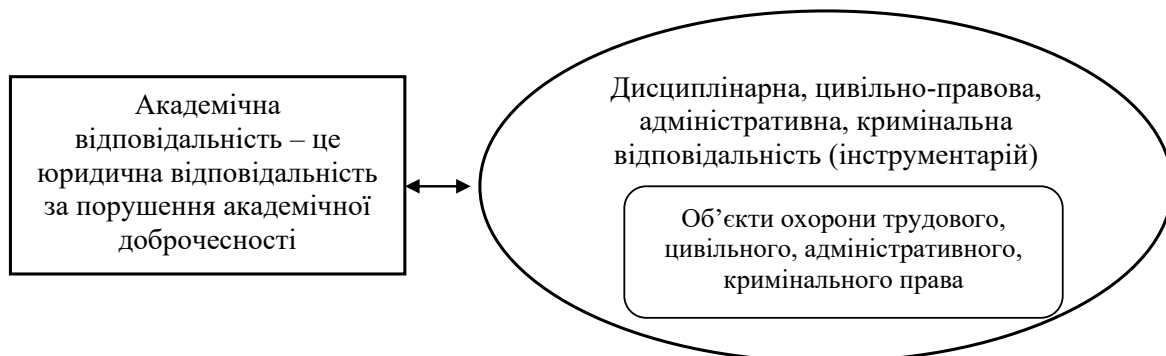 Академічна
відповідальність – це
юридична відповідальність
за порушення академічної
доброчесності
Дисциплінарна, цивільно-правова,
адміністративна, кримінальна
відповідальність (інструментарій)
Об’єкти охорони трудового,
цивільного, адміністративного,
кримінального права